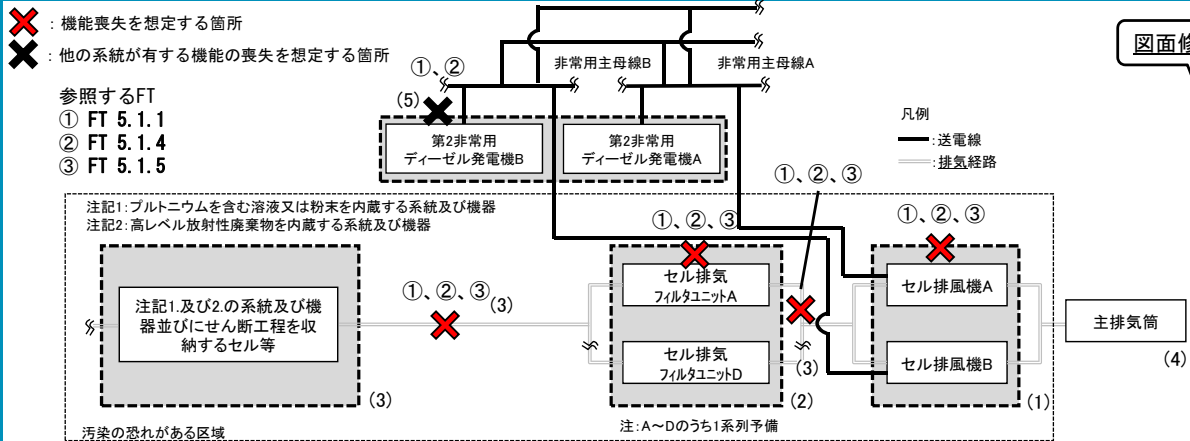 ：機能喪失を想定する箇所
：他の系統が有する機能の喪失を想定する箇所
参照するFT
① FT 5.1.1
② FT 5.1.4
③ FT 5.1.5
①、②
(5)
非常用主母線B
非常用主母線A
図面修
第2非常用
ディーゼル発電機B
第2非常用
ディーゼル発電機A
凡例
：送電線
：排気経路
①、②、③
注記1：プルトニウムを含む溶液又は粉末を内蔵する系統及び機器
注記2：高レベル放射性廃棄物を内蔵する系統及び機器
①、②、③
①、②、③
注記1.及び2.の系統及び機
器並びにせん断工程を収
納するセル等
(3)
①、②、③
(3)
セル排気
フィルタユニットA
セル排気
フィルタユニットD
(3)
(2)
セル排風機A
セル排風機B
(1)
主排気筒
(4)
汚染の恐れがある区域
注：A～Dのうち1系列予備